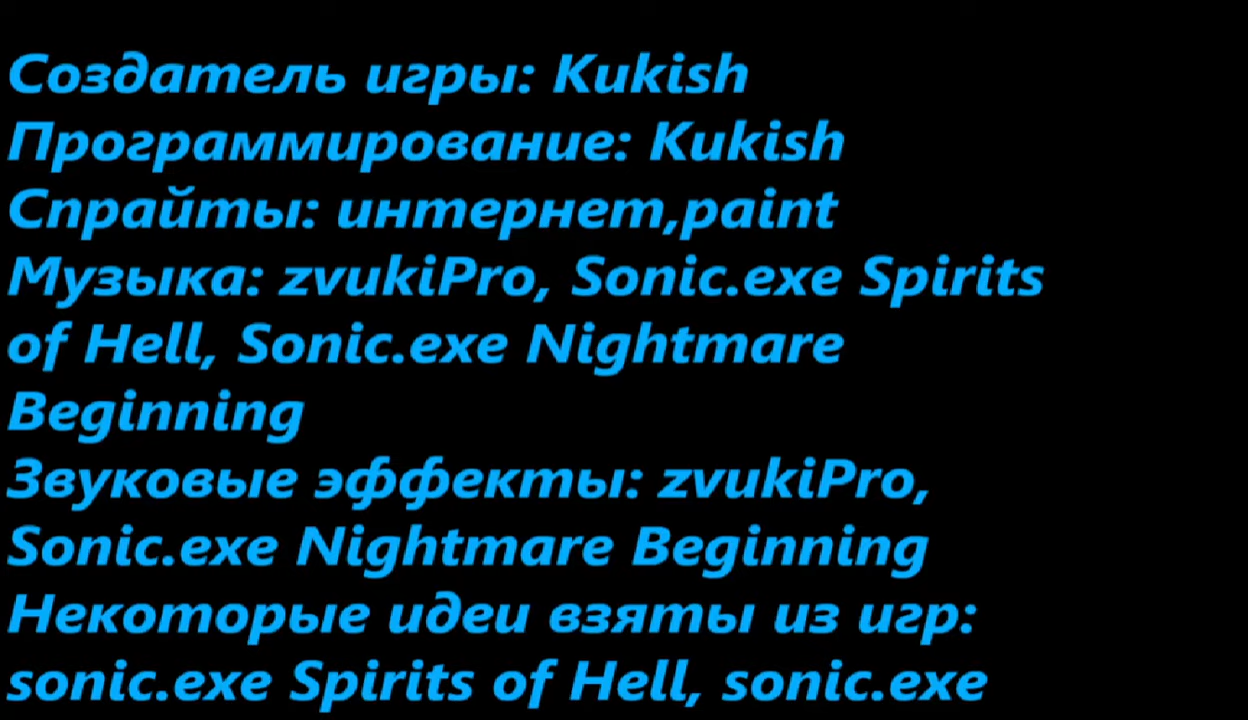 Создатель игры: Kukish
Программирование: Kukish
Спрайты: интернет,paint
Музыка: zvukiPro, Sonic.exe Spirits
of Hell, Sonic.exe Nightmare
Beginning
Звуковые эффекты: zvukiPro,
Sonic.exe Nightmare Beginning
Некоторые идеи взяты из игр:
sonic.exe Spirits of Hell, sonic.exe